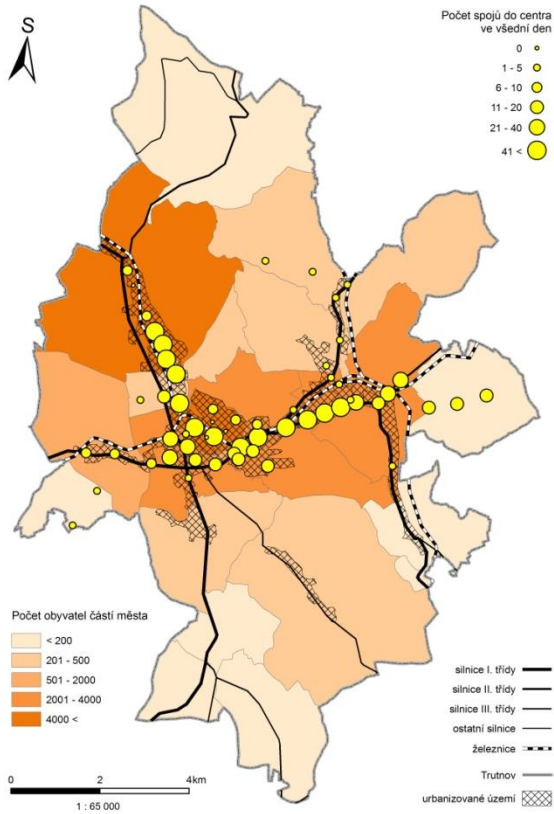 S
Počet spojů do centra
ve všední den
0
1 - 5
6 - 10
11 - 20
21 - 40
41 <
Počet obyvatel částí města
< 200
201 - 500
501 - 2000
2001 - 4000
4000 <
0 2 4km
1 : 65 000
silnice I. třídy
silnice II. třídy
silnice III. třídy
ostatní silnice
železnice
Trutnov
urbanizované území